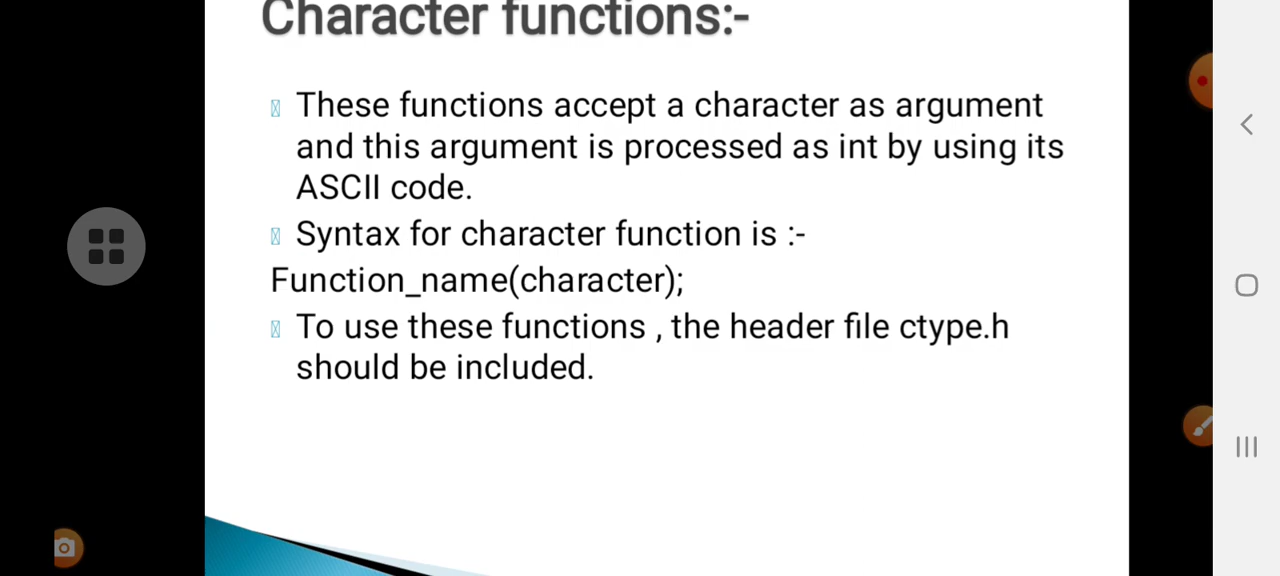 Character functions:-
These functions accept a character as argument
and this argument is processed as int by using its
ASCII code.
Syntax for character function is :-
Function_name(character);
To use these functions , the header file ctype.h
should be included.